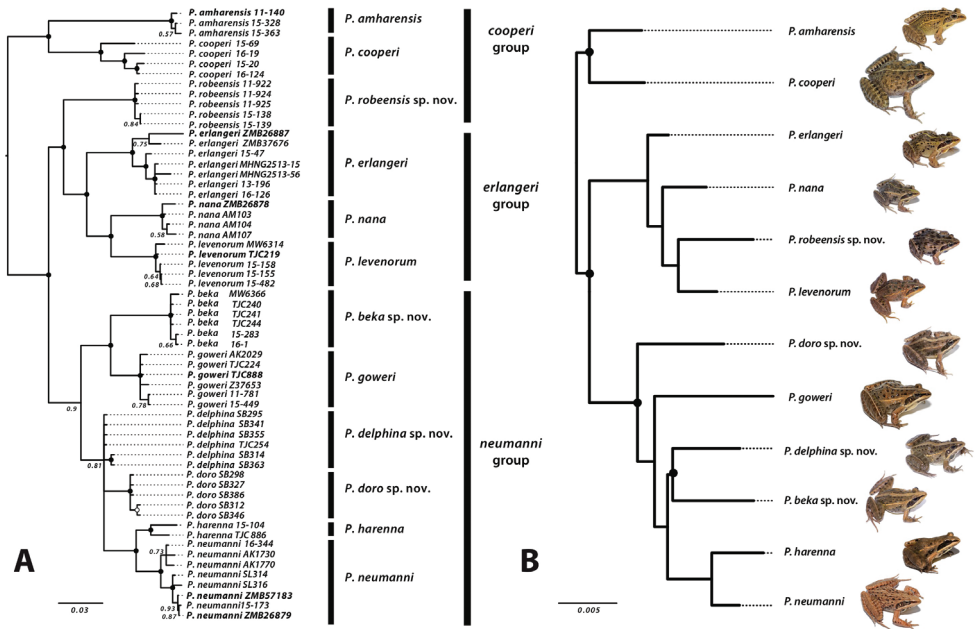 P. amharensis 11-140
P. amharensis 15-328
P. amharensis 15-363
0.57
P. cooperi 15-69
P. cooperi 16-19
P. cooperi 15-20
P. cooperi 16-124
P. robeensis 11-922
P. robeensis 11-924
P. robeensis 11-925
P. robeensis 15-138
P. robeensis 15-139
0.84
P. erlangeri ZMB26887
0.75
P. erlangeri ZMB37676
P. erlangeri 15-47
P. erlangeri MHNG2513-15
P. erlangeri MHNG2513-56
P. erlangeri 13-196
P. erlangeri 16-126
P. nana ZMB26878
P. nana AM103
P. nana AM104
P. nana AM107
0.58
P. levenorum MW6314
P. levenorum TJC219
P. levenorum 15-158
P. levenorum 15-155
0.64
P. levenorum 15-482
0.68
P. beka MW6366
P. beka TJC240
P. beka TJC241
P. beka TJC244
P. beka 15-283
P. beka 16-1
0.66
P. goweri AK2029
P. goweri TJC224
P. goweri TJC888
P. goweri Z37653
P. goweri 11-781
P. goweri 15-449
0.78
0.9
P. delphina SB295
P. delphina SB341
P. delphina SB355
P. delphina TJC254
P. delphina SB314
P. delphina SB363
0.81
P. doro SB298
P. doro SB327
P. doro SB386
P. doro SB312
P. doro SB346
P. harenna 15-104
P. harenna TJC 886
P. neumanni 16-344
0.73
P. neumanni AK1730
P. neumanni AK1770
P. neumanni SL314
P. neumanni SL316
P. neumanni ZMB57183
P. neumanni15-173
0.93
P. neumanni ZMB26879
0.87
A
0.03
P. amharensis
P. cooperi
P. robeensis sp. nov.
P. erlangeri
P. nana
P. levenorum
P. beka sp. nov.
P. goweri
P. delphina sp. nov.
P. doro sp. nov.
P. harenna
P. neumanni
cooperi
group
erlangeri
group
neumanni
group
B
0.005
P. amharensis
P. cooperi
P. erlangeri
P. nana
P. robeensis sp. nov.
P. levenorum
P. doro sp. nov.
P. goweri
P. delphina sp. nov.
P. beka sp. nov.
P. harenna
P. neumanni